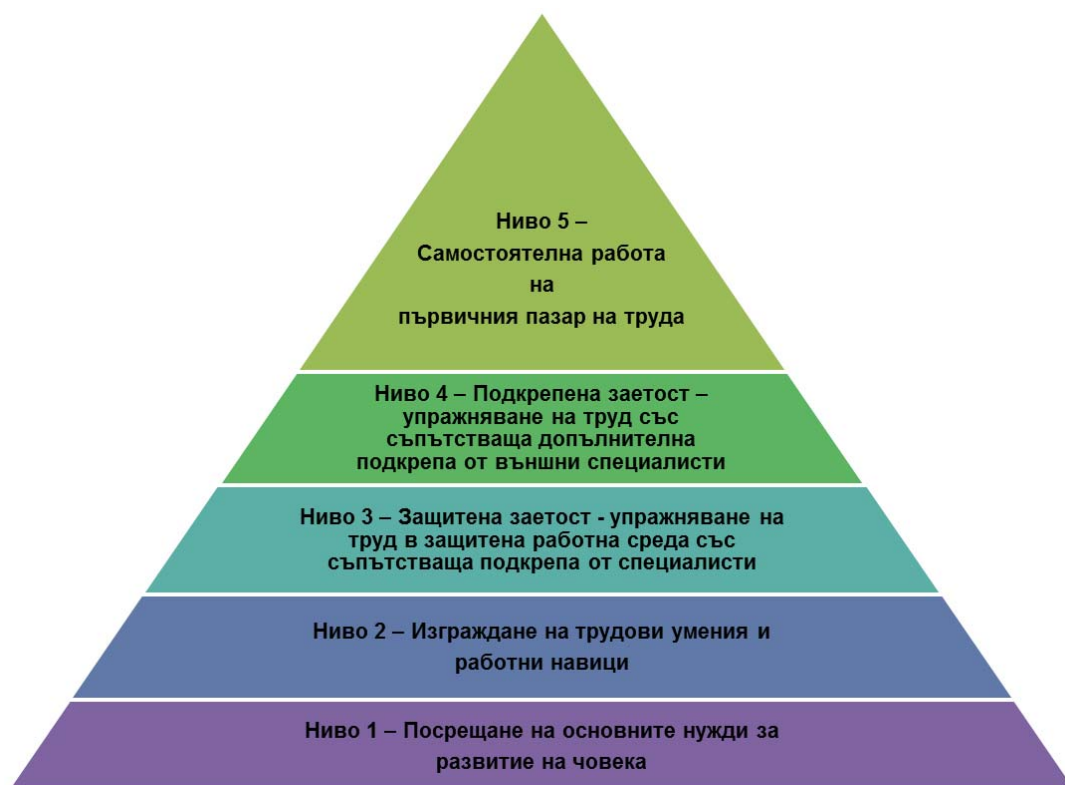 Ниво 5 –
Самостоятелна работа
на
първичния пазар на труда
Ниво 4 – Подкрепена заетост –
упражняване на труд със
съпътстваща допълнителна
подкрепа от външни специалисти
Ниво 3 – Защитена заетост - упражняване на
труд в защитена работна среда със
съпътстваща подкрепа от специалисти
Ниво 2 – Изграждане на трудови умения и
работни навици
Ниво 1 – Посрещане на основните нужди за
развитие на човека